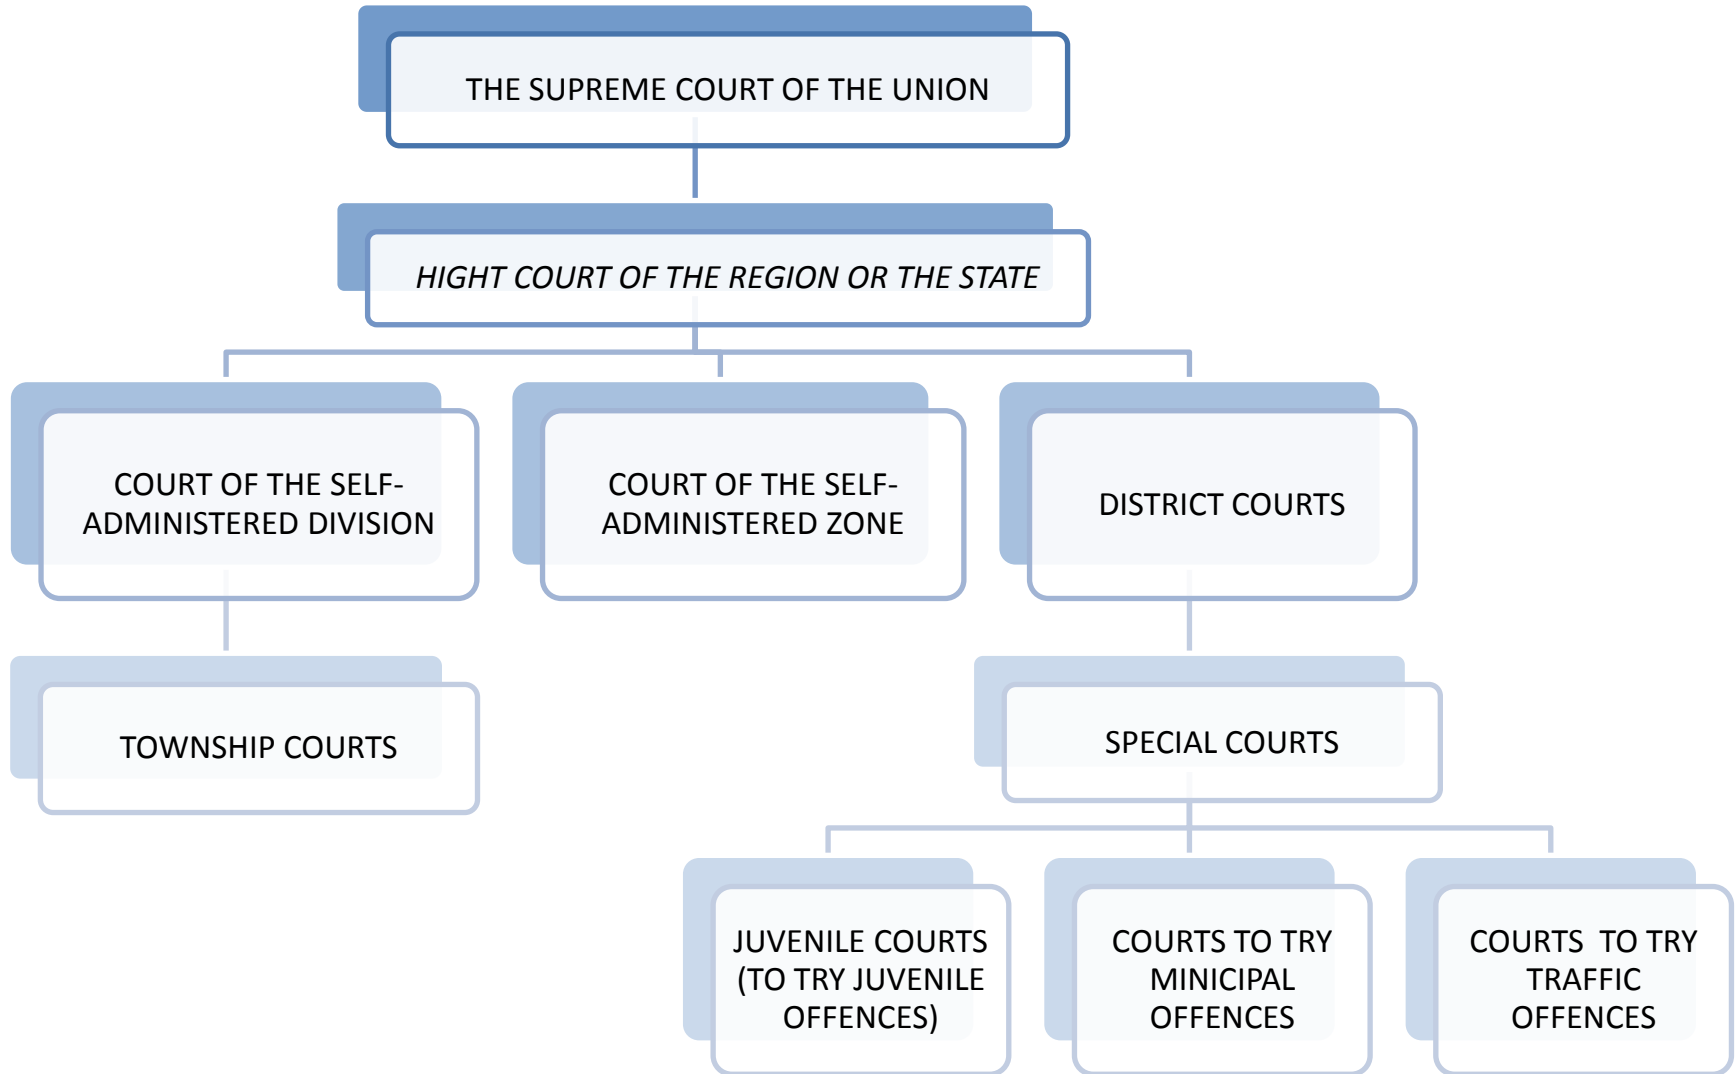 THE SUPREME COURT OF THE UNION
HIGHT COURT OF THE REGION OR THE STATE
COURT OF THE SELF-
ADMINISTERED DIVISION
COURT OF THE SELF-
ADMINISTERED ZONE
DISTRICT COURTS
TOWNSHIP COURTS
SPECIAL COURTS
JUVENILE COURTS
(TO TRY JUVENILE
OFFENCES)
COURTS TO TRY
MINICIPAL
OFFENCES
COURTS  TO TRY
TRAFFIC
OFFENCES